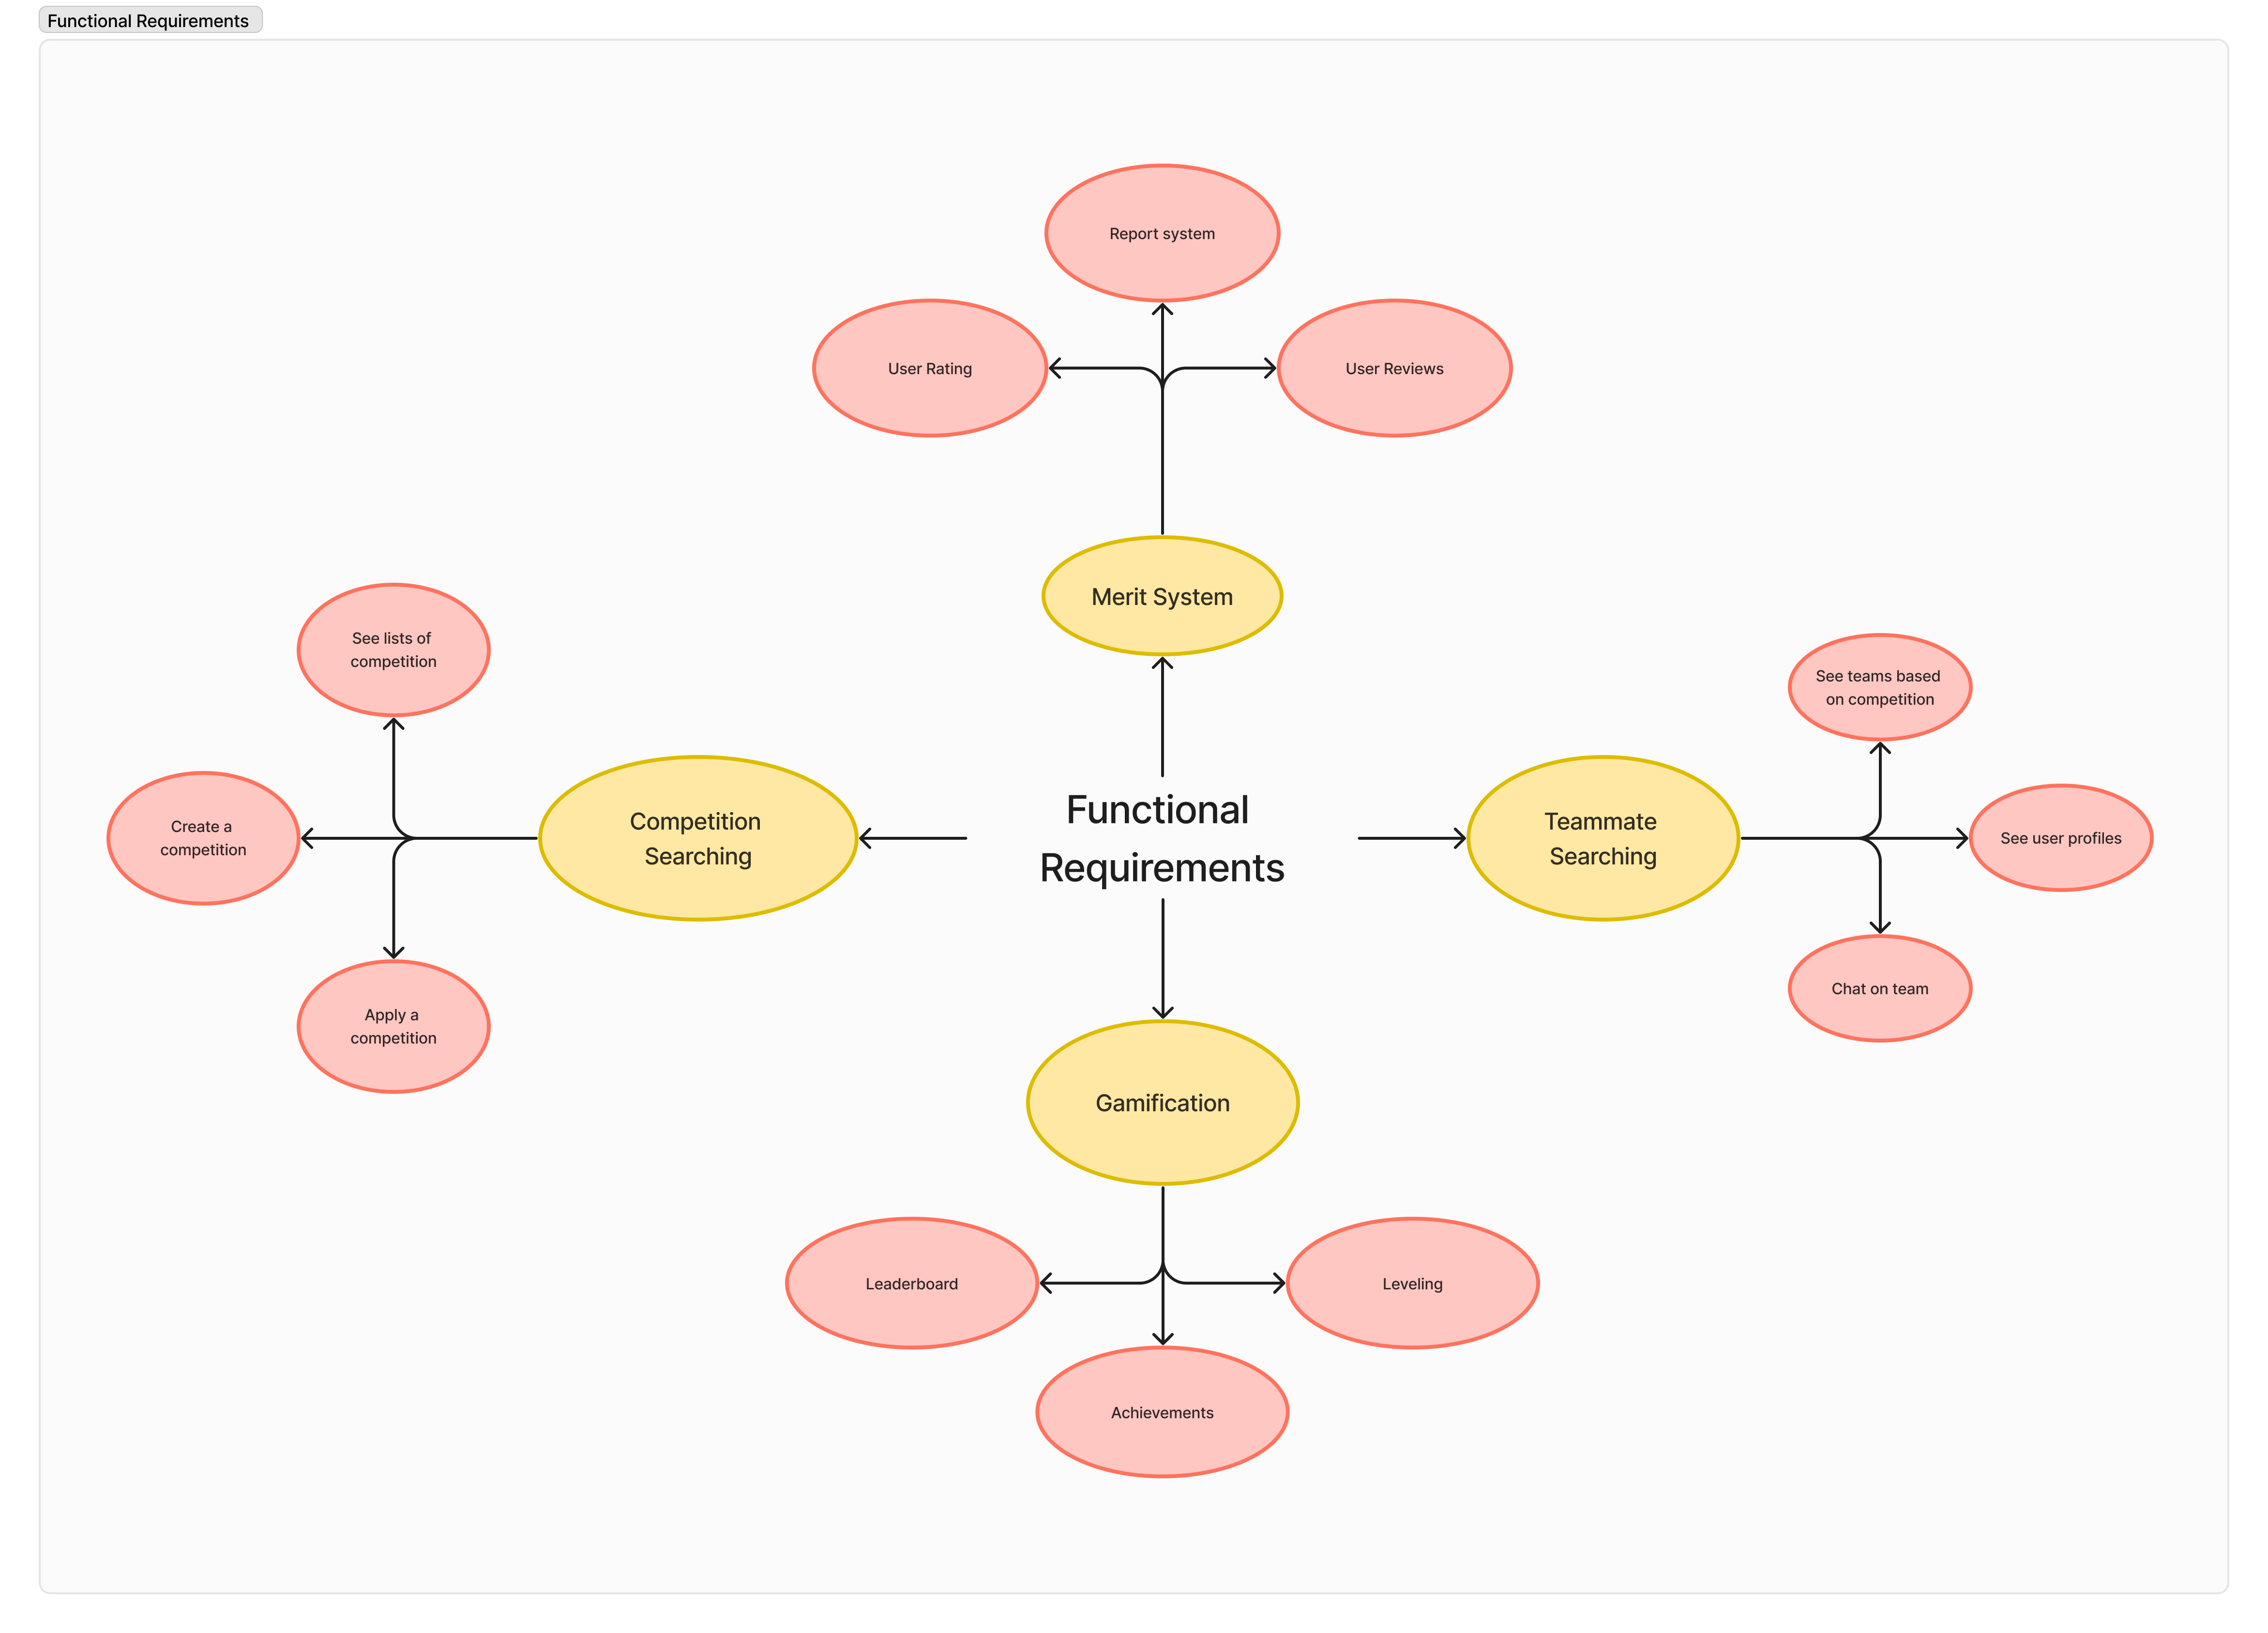 Functional Requirements
Report system
User Rating
User Reviews
Merit System
See lists of
competition
Create a
competition
Apply a
competition
Competition
Searching
Functional
Requirements
Teammate
Searching
See teams based
on competition
See user profiles
Chat on team
Gamification
Leaderboard
Leveling
Achievements